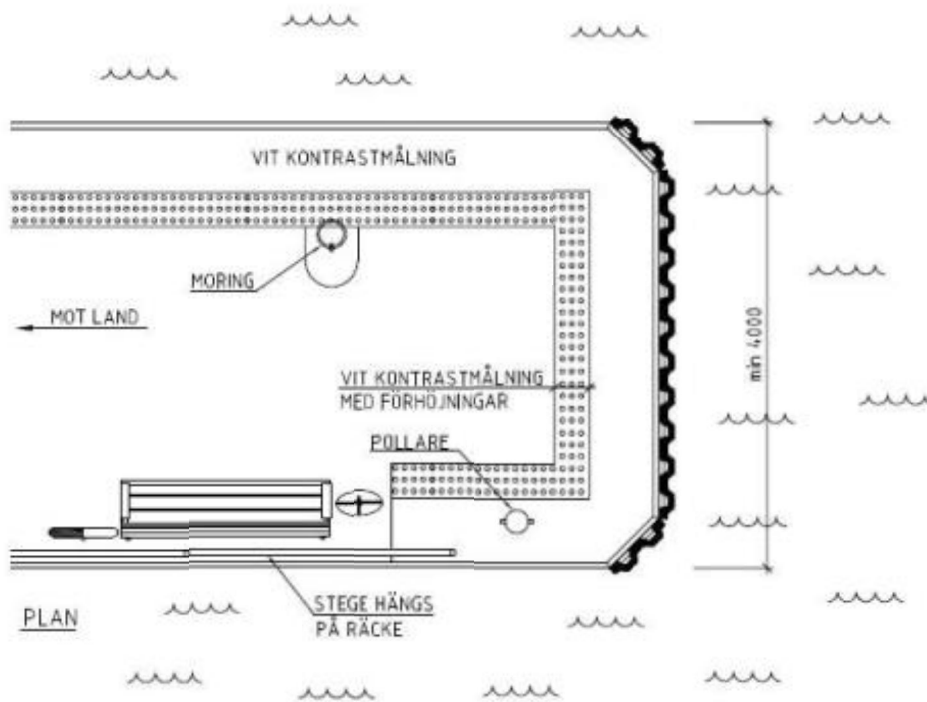 VIT KONTRASTMÅLNING
MORING
MOT LAND
min 4000
VIT KONTRASTMÅLNING
MED FÖRHÖJNINGAR
POLLARE
STEGE HÄNGS
PÅ RÄCKE
PLAN